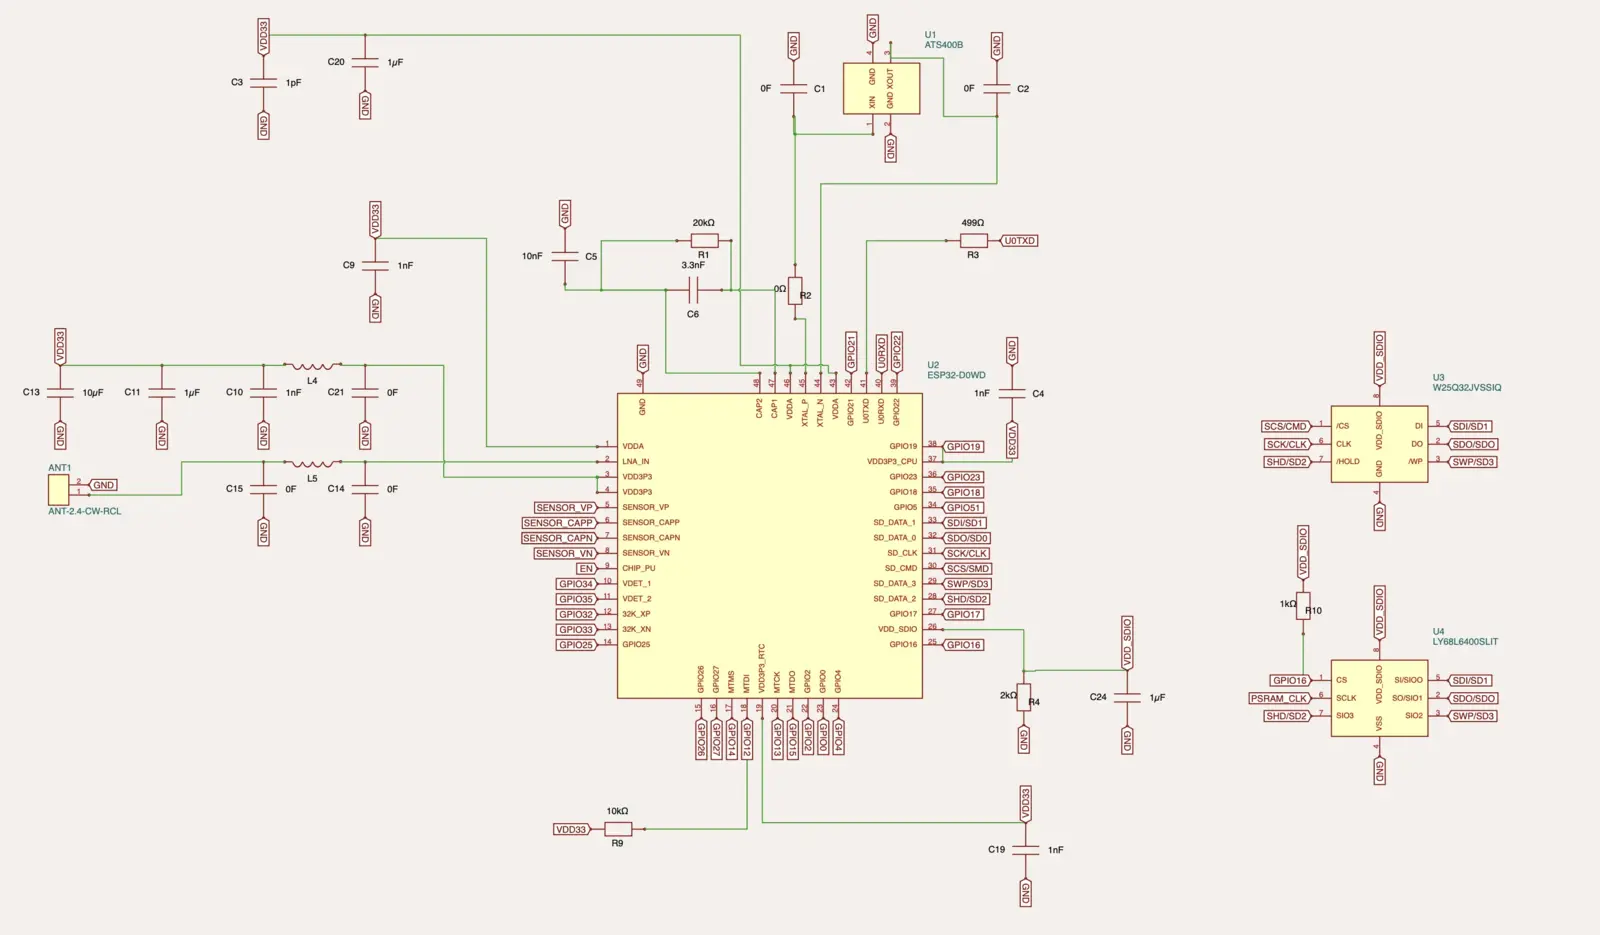 VDD33
C3
1pF
GND
C20
1µF
GND
GND
0F
C1
GND
U1
ATS400B
4
3
GND
XOUT
XIN
GND
1
2
GND
GND
0F
C2
VDD33
C9
1nF
GND
GND
10nF
C5
20kΩ
R1
3.3nF
C6
0Ω
R2
499Ω
R3
U0TXD
VDD33
C13
10µF
GND
C11
1µF
GND
C10
1nF
GND
L4
C21
0F
GND
ANT1
2
GND
1
ANT-2.4-CW-RCL
C15
0F
GND
L5
C14
0F
GND
GND
GPIO21
U0RXD
GPIO22
U2
ESP32-D0WD
49
48
47
46
45
44
43
42
41
40
39
GND
CAP2
CAP1
VDDA
XTAL_P
XTAL_N
VDDA
GPIO21
U0TXD
U0RXD
GPIO22
GND
1nF
C4
VDD33
1
VDDA
2
LNA_IN
3
VDD3P3
4
VDD3P3
SENSOR_VP
5
SENSOR_VP
SENSOR_CAPP
6
SENSOR_CAPP
SENSOR_CAPN
7
SENSOR_CAPN
SENSOR_VN
8
SENSOR_VN
EN
9
CHIP_PU
GPIO34
10
VDET_1
GPIO35
11
VDET_2
GPIO32
12
32K_XP
GPIO33
13
32K_XN
GPIO25
14
GPIO25
GPIO19
38
GPIO19
VDD3P3_CPU
37
GPIO23
36
GPIO23
GPIO18
35
GPIO18
GPIO5
34
GPIO51
SD_DATA_1
33
SDI/SD1
SD_DATA_0
32
SDO/SD0
SD_CLK
31
SCK/CLK
SD_CMD
30
SCS/SMD
SD_DATA_3
29
SWP/SD3
SD_DATA_2
28
SHD/SD2
GPIO17
27
GPIO17
VDD_SDIO
26
GPIO16
25
GPIO16
GPIO26
GPIO27
MTMS
MTDI
VDD3P3_RTC
MTCK
MTDO
GPIO2
GPIO0
GPIO4
15
16
17
18
19
20
21
22
23
24
GPIO26
GPIO27
GPIO14
GPIO12
GPIO13
GPIO15
GPIO2
GPIO0
GPIO4
2kΩ
R4
GND
VDD_SDIO
C24
1µF
GND
VDD33
10kΩ
R9
VDD33
C19
1nF
GND
VDD_SDIO
8
U3
W25Q32JVSSIQ
SCS/CMD
1
/CS
SCK/CLK
6
CLK
SHD/SD2
7
/HOLD
VDD_SDIO
GND
DI
5
SDI/SD1
DO
2
SDO/SDO
/WP
3
SWP/SD3
4
GND
VDD_SDIO
1kΩ
R10
VDD_SDIO
8
U4
LY68L6400SLIT
GPIO16
1
CS
PSRAM_CLK
6
SCLK
SHD/SD2
7
SIO3
VDD_SDIO
VSS
SI/SIO0
5
SDI/SD1
SO/SIO1
2
SDO/SDO
SIO2
3
SWP/SD3
4
GND